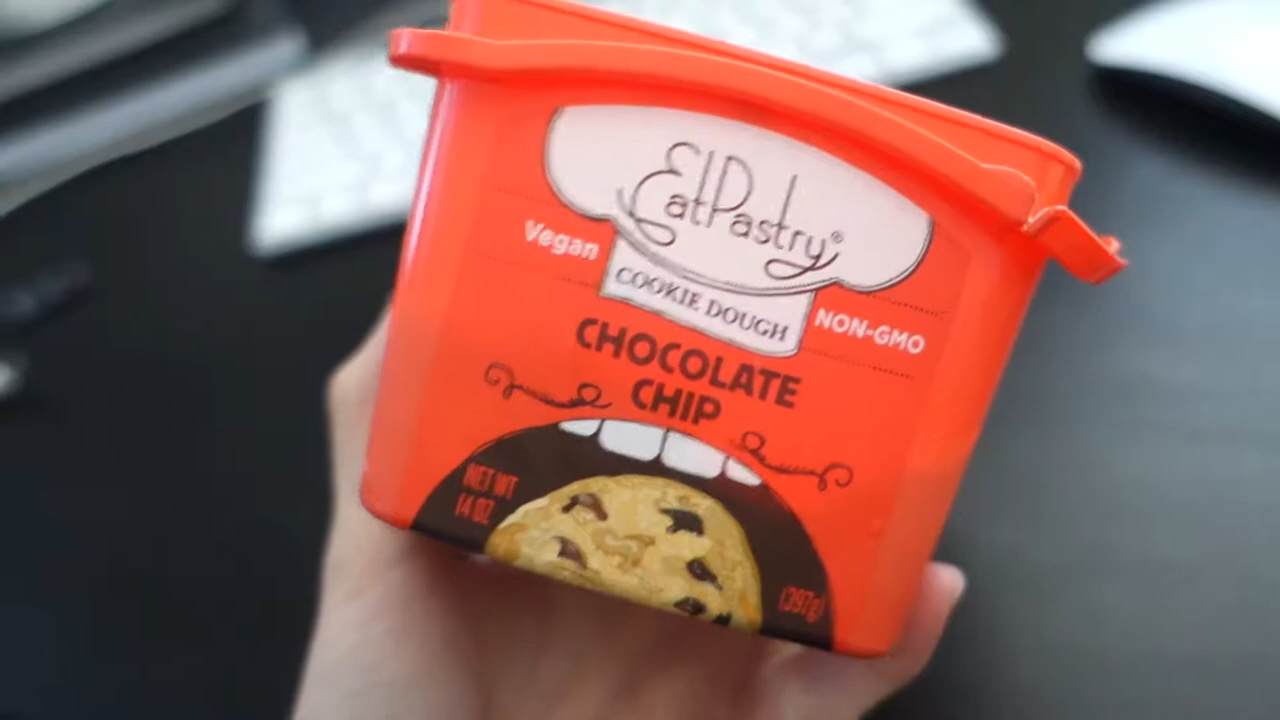 EatPastry®
Vegan
COOKIE DOUGH
NON-GMO
CHOCOLATE
CHIP
NET WT
14 OZ
(397g)